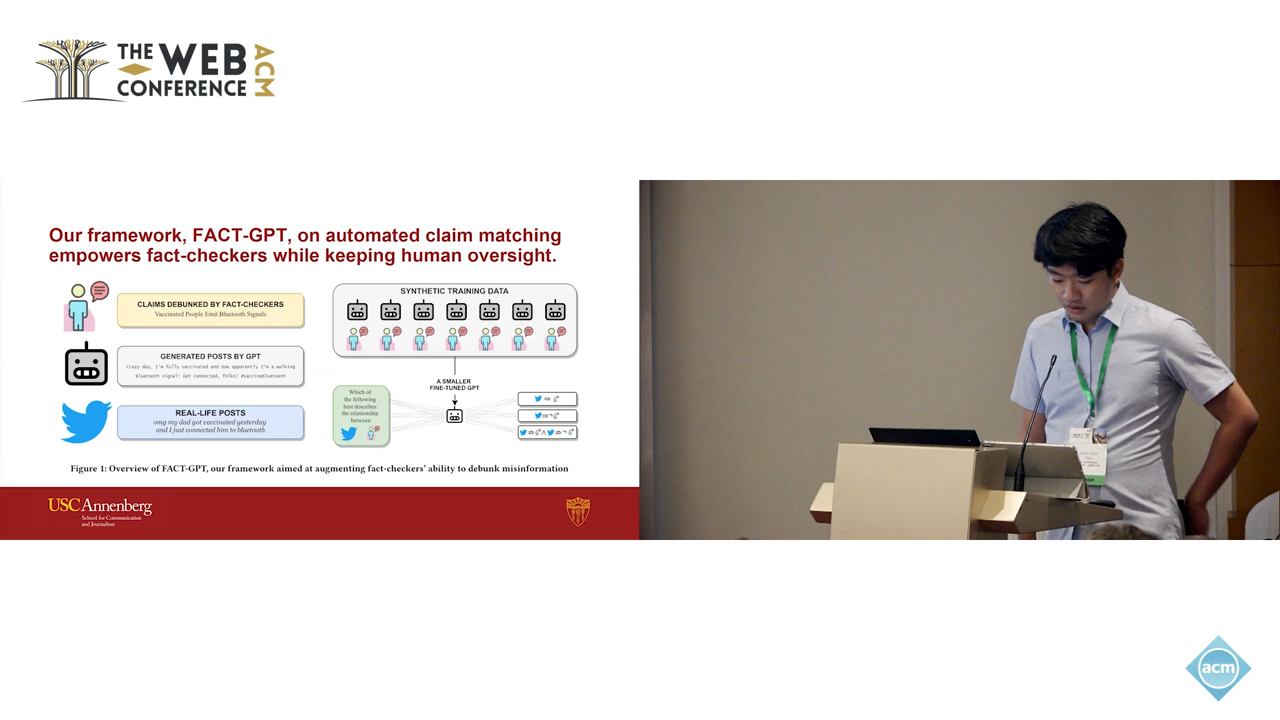 THE WEB
CONFERENCE
ACM
Our framework, FACT-GPT, on automated claim matching
empowers fact-checkers while keeping human oversight.
CLAIMS DEBUNKED BY FACT-CHECKERS
Vaccinated People Emit Bluetooth Signals
GENERATED POSTS BY GPT
Crazy day, I'm fully vaccinated and now apparently I'm a walking
Bluetooth signal! Get connected, folks! #vaccineBluetooth
REAL-LIFE POSTS
omg my dad got vaccinated yesterday
and I just connected him to bluetooth
SYNTHETIC TRAINING DATA
A SMALLER
FINE-TUNED GPT
Which of
the following
best describes
the relationship
between
Figure 1: Overview of FACT-GPT, our framework aimed at augmenting fact-checkers' ability to debunk misinformation
USC Annenberg
School for Communication
and Journalism
acm